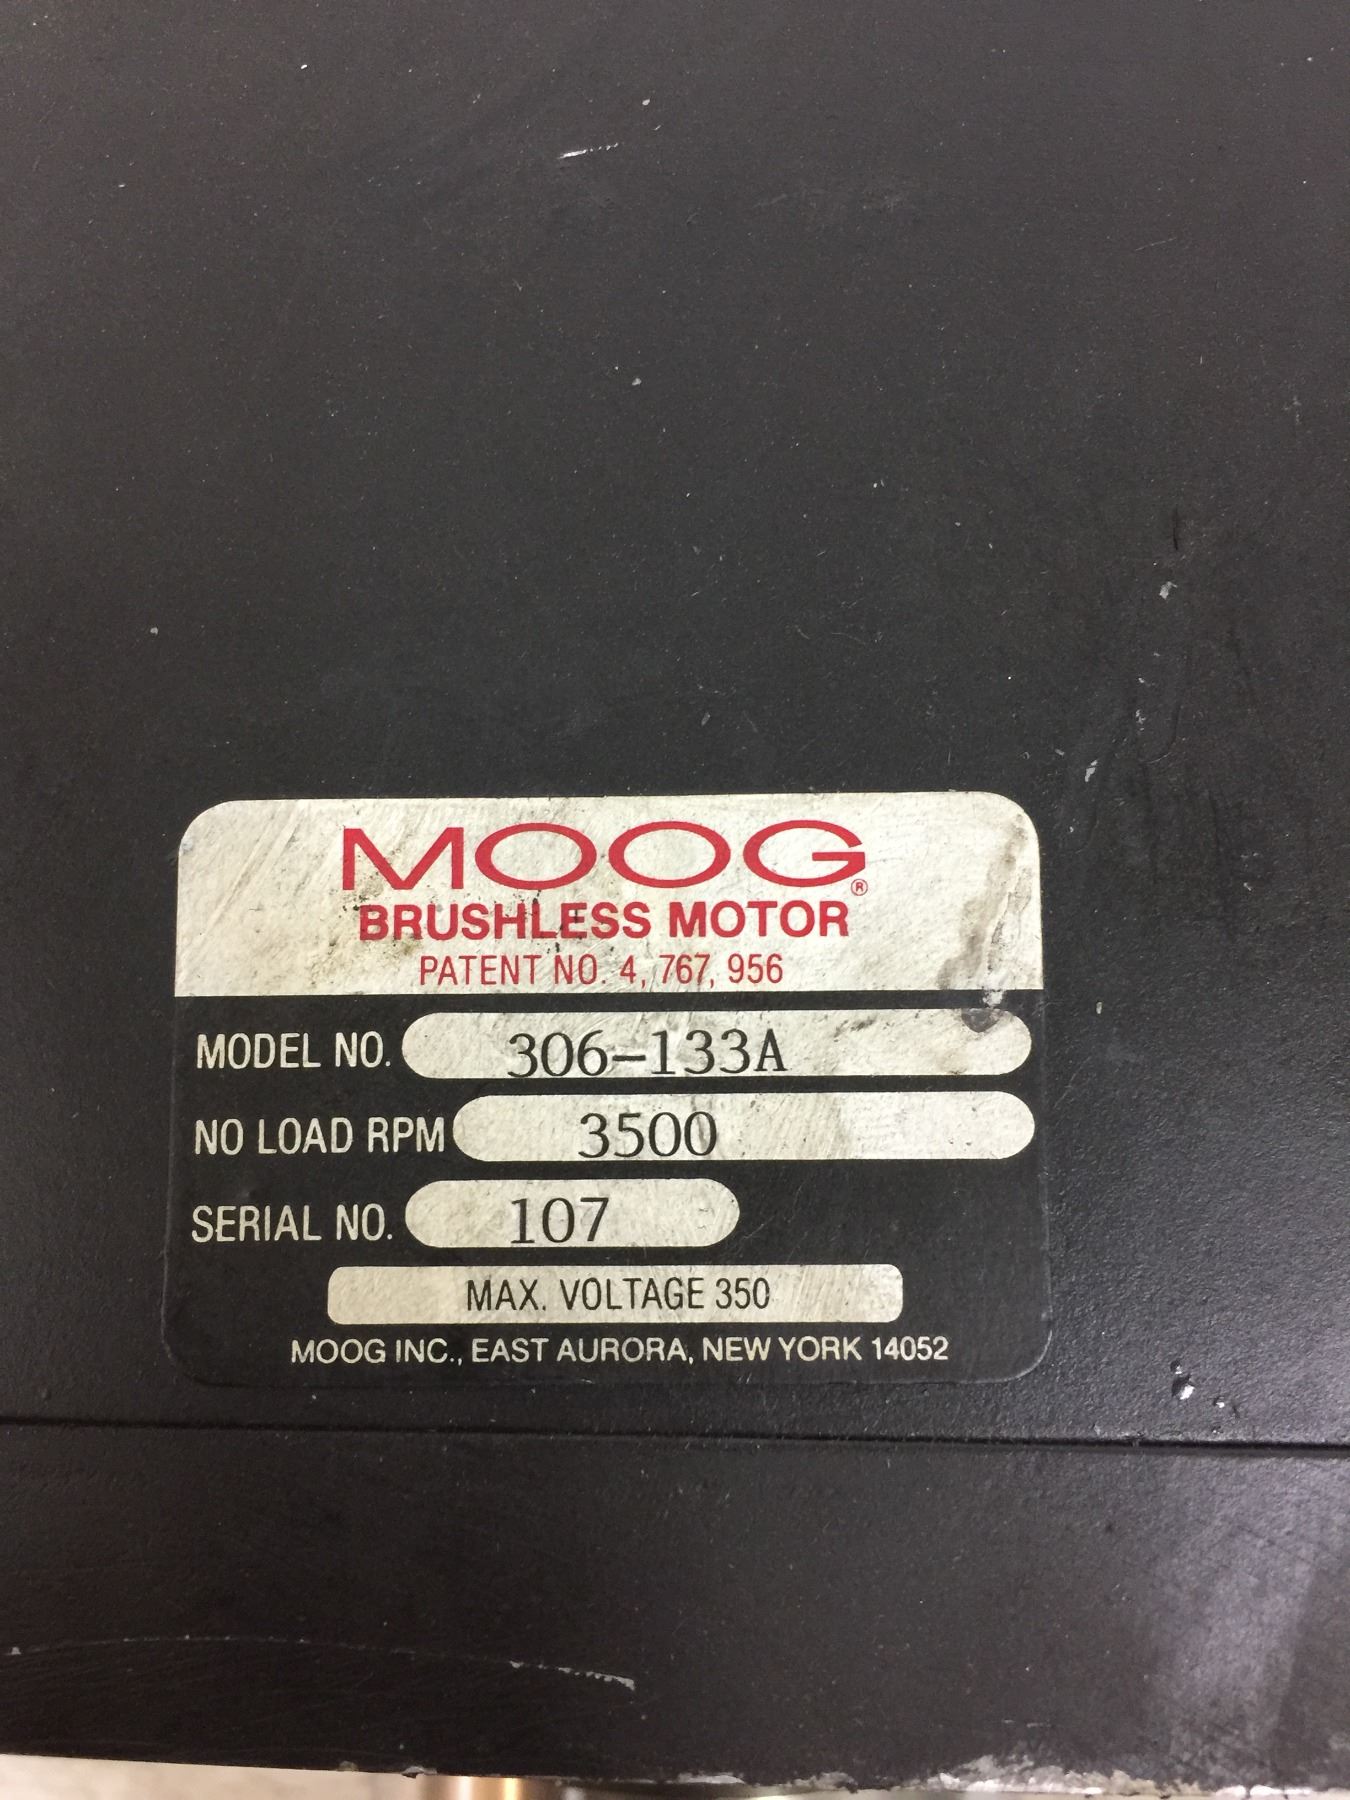 MOOG®
BRUSHLESS MOTOR
PATENT NO. 4, 767, 956
MODEL NO. 306-133A
NO LOAD RPM 3500
SERIAL NO. 107
MAX. VOLTAGE 350
MOOG INC., EAST AURORA, NEW YORK 14052